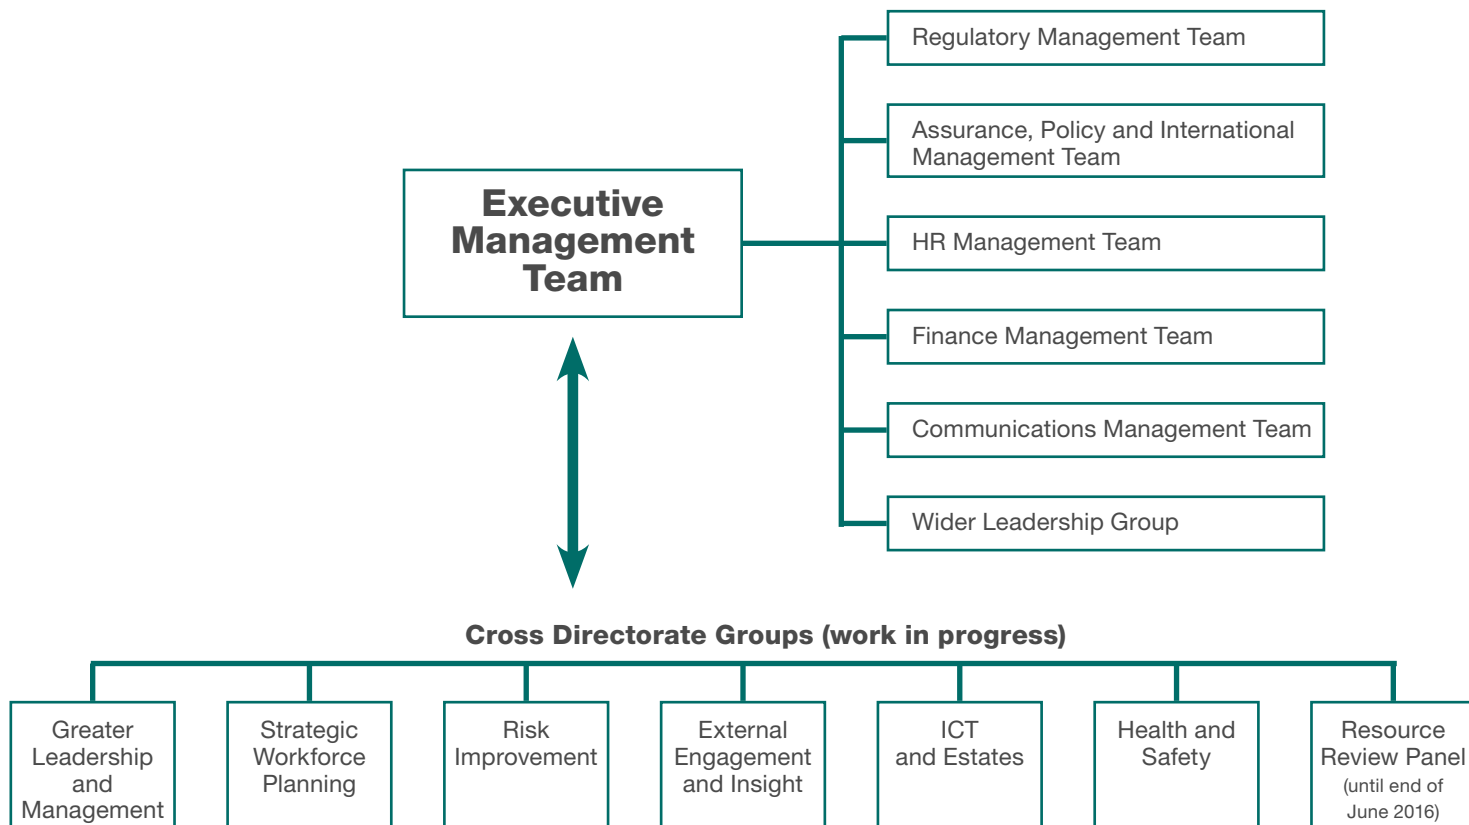 Regulatory Management Team
Assurance, Policy and International
Management Team
Executive
Management
Team
HR Management Team
Finance Management Team
Communications Management Team
Wider Leadership Group
Cross Directorate Groups (work in progress)
Greater
Leadership
and
Management
Strategic
Workforce
Planning
Risk
Improvement
External
Engagement
and Insight
ICT
and Estates
Health and
Safety
Resource
Review Panel
(until end of
June 2016)